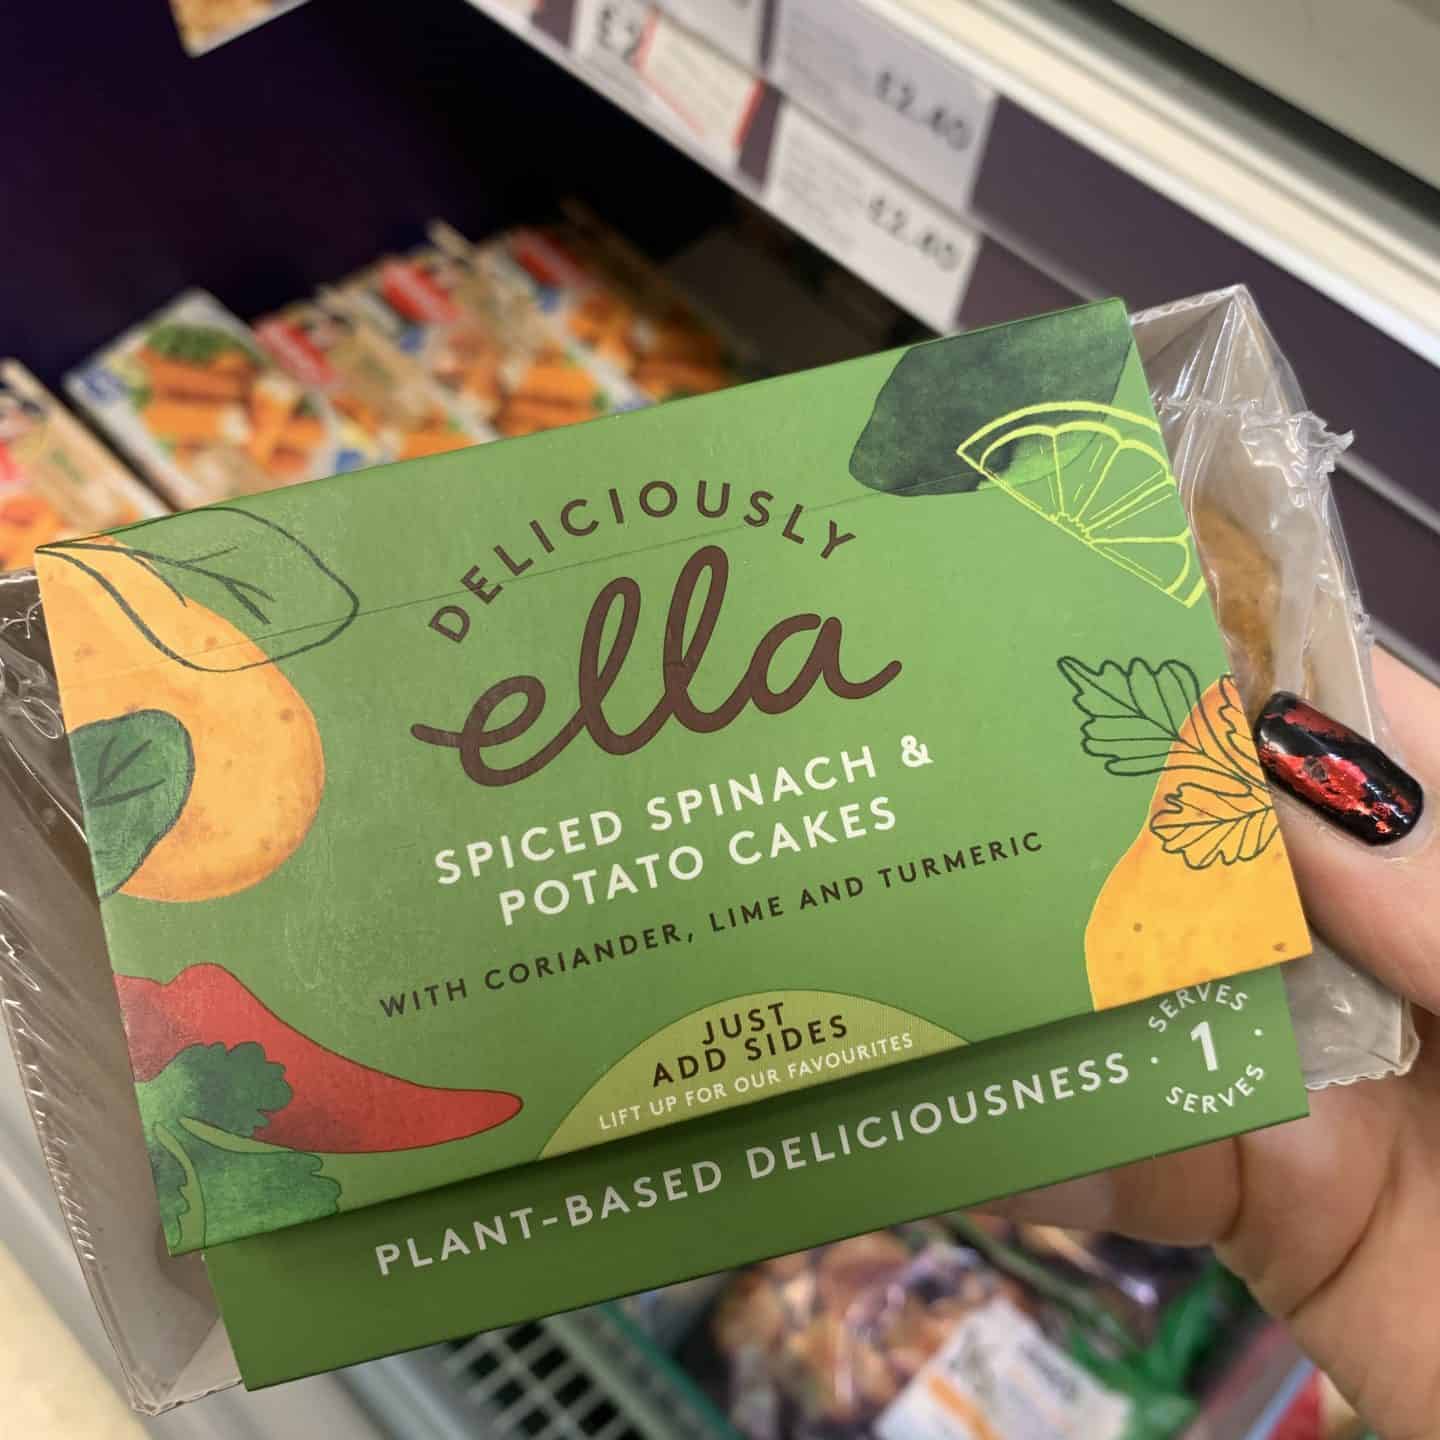 £2
£2.40
£2.40
DELICIOUSLY
ella
SPICED SPINACH &
POTATO CAKES
WITH CORIANDER, LIME AND TURMERIC
JUST
ADD SIDES
LIFT UP FOR OUR FAVOURITES
PLANT-BASED DELICIOUSNESS
SERVES
1
SERVES